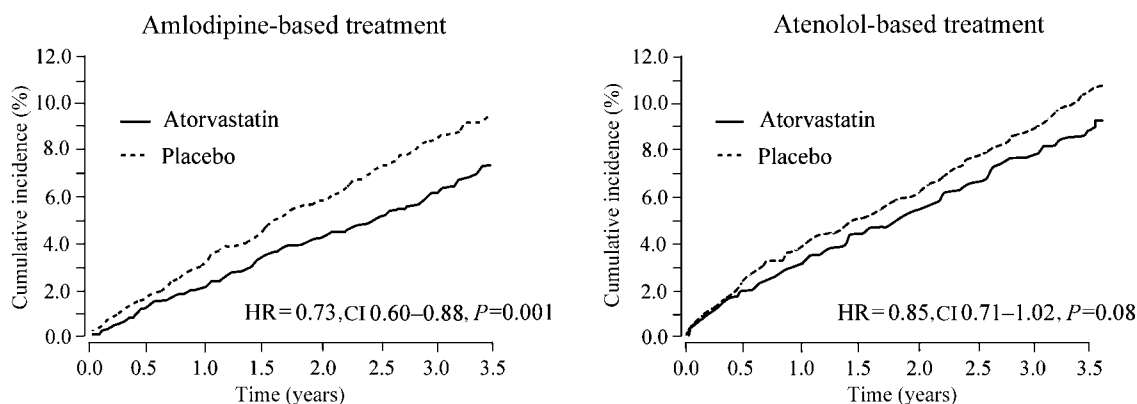 Amlodipine-based treatment
12.0
10.0
8.0
6.0
4.0
2.0
0.0
Cumulative incidence (%)
Atorvastatin
Placebo
HR=0.73,CI 0.60–0.88, P=0.001
0.0 0.5 1.0 1.5 2.0 2.5 3.0 3.5
Time (years)
Atenolol-based treatment
12.0
10.0
8.0
6.0
4.0
2.0
0.0
Cumulative incidence (%)
Atorvastatin
Placebo
HR=0.85,CI 0.71–1.02, P=0.08
0.0 0.5 1.0 1.5 2.0 2.5 3.0 3.5
Time (years)